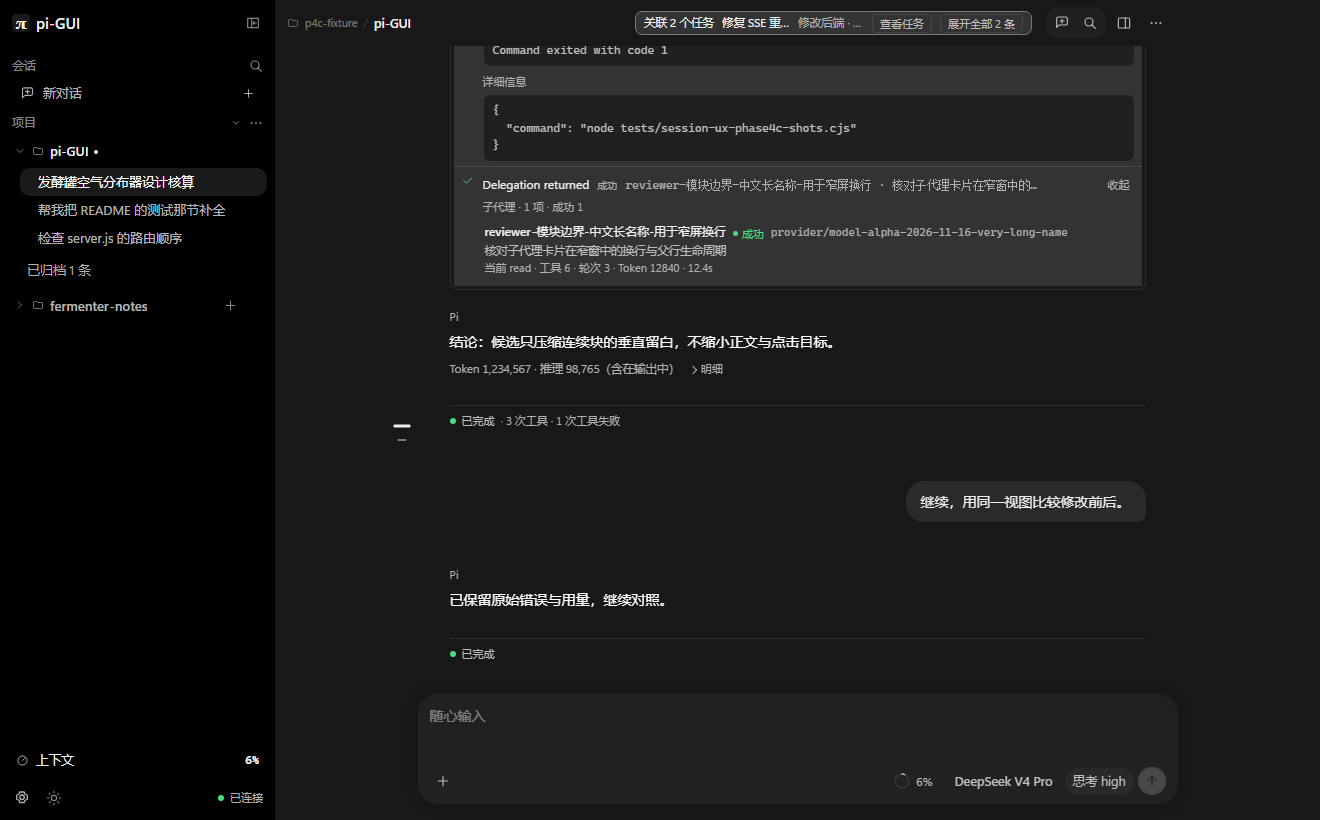 π pi-GUI
会话
新对话
项目
pi-GUI •
发酵罐空气分布器设计核算
帮我把 README 的测试那节补全
检查 server.js 的路由顺序
已归档 1 条
fermenter-notes
上下文 6%
已连接
p4c-fixture / pi-GUI
关联 2 个任务 修复 SSE 重... 修改后端 · ... 查看任务 展开全部 2 条
Command exited with code 1
详细信息
{
"command": "node tests/session-ux-phase4c-shots.cjs"
}
Delegation returned 成功 reviewer-模块边界-中文长名称-用于窄屏换行 · 核对子代理卡片在窄窗中的... 收起
子代理 · 1 项 · 成功 1
reviewer-模块边界-中文长名称-用于窄屏换行 成功 provider/model-alpha-2026-11-16-very-long-name
核对子代理卡片在窄窗中的换行与父行生命周期
当前 read · 工具 6 · 轮次 3 · Token 12840 · 12.4s
Pi
结论：候选只压缩连续块的垂直留白，不缩小正文与点击目标。
Token 1,234,567 · 推理 98,765（含在输出中） 明细
已完成 · 3 次工具 · 1 次工具失败
继续，用同一视图比较修改前后。
Pi
已保留原始错误与用量，继续对照。
已完成
随心输入
6% DeepSeek V4 Pro 思考 high